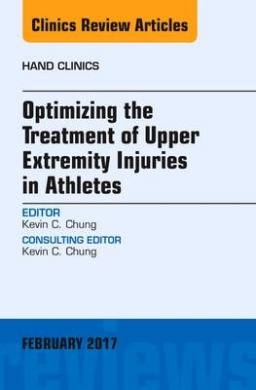 Clinics Review Articles
HAND CLINICS
Optimizing the
Treatment of Upper
Extremity Injuries
in Athletes
EDITOR
Kevin C. Chung
CONSULTING EDITOR
Kevin C. Chung
FEBRUARY 2017
reviews